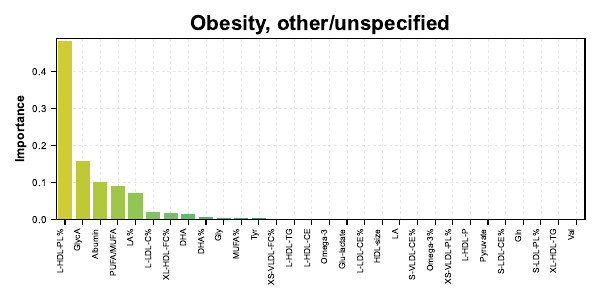 Obesity, other/unspecified
Importance
0.4
0.3
0.2
0.1
0.0
L-HDL-PL%
GlycA
Albumin
PUFA/MUFA
LA%
L-LDL-C%
XL-HDL-FC%
DHA
DHA%
Gly
MUFA%
Tyr
XS-VLDL-FC%
L-HDL-TG
L-HDL-CE
Omega-3
Glu-lactate
L-LDL-CE%
HDL-size
LA
S-VLDL-CE%
Omega-3%
XS-VLDL-PL%
L-HDL-P
Pyruvate
S-LDL-CE%
Gln
S-LDL-PL%
XL-HDL-TG
Val